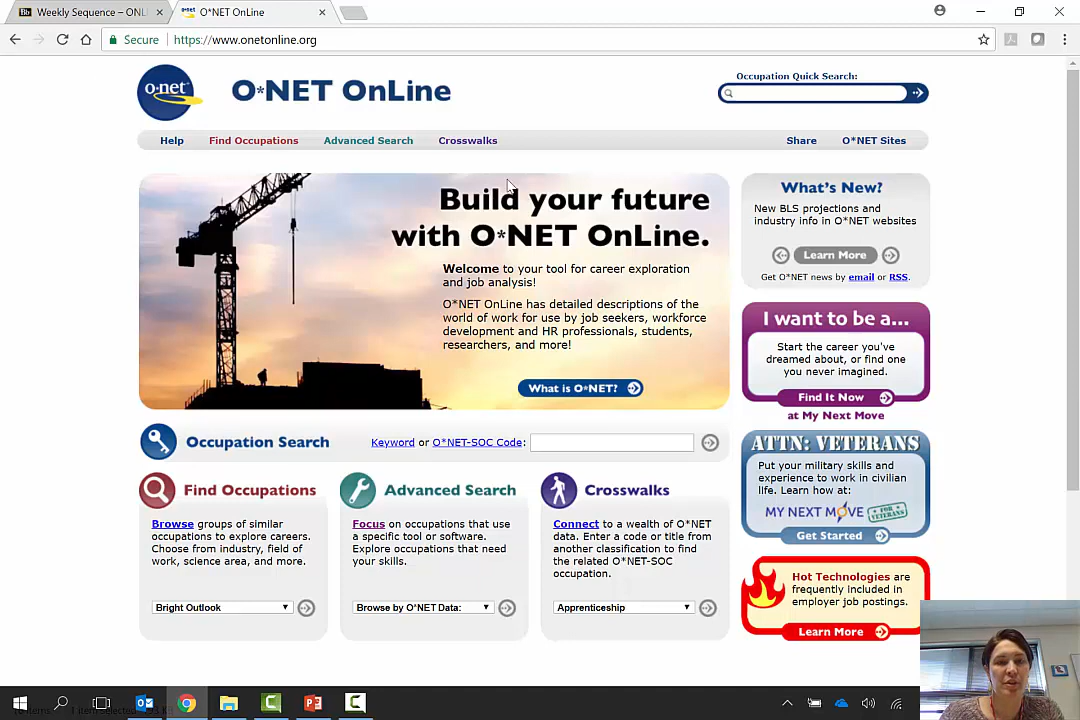 Weekly Sequence – ONLI
O*NET OnLine
Secure
https://www.onetonline.org
o·net
O*NET OnLine
Occupation Quick Search:
Help
Find Occupations
Advanced Search
Crosswalks
Share
O*NET Sites
Build your future
with O*NET OnLine.
Welcome to your tool for career exploration
and job analysis!
O*NET OnLine has detailed descriptions of the
world of work for use by job seekers, workforce
development and HR professionals, students,
researchers, and more!
What is O*NET?
What's New?
New BLS projections and
industry info in O*NET websites
Learn More
Get O*NET news by email or RSS.
I want to be a...
Start the career you've
dreamed about, or find one
you never imagined.
Find It Now
at My Next Move
Occupation Search
Keyword or O*NET-SOC Code:
Find Occupations
Browse groups of similar
occupations to explore careers.
Choose from industry, field of
work, science area, and more.
Bright Outlook
Advanced Search
Focus on occupations that use
a specific tool or software.
Explore occupations that need
your skills.
Browse by O*NET Data:
Crosswalks
Connect to a wealth of O*NET
data. Enter a code or title from
another classification to find
the related O*NET-SOC
occupation.
Apprenticeship
ATTN: VETERANS
Put your military skills and
experience to work in civilian
life. Learn how at:
MY NEXT MOVE
FOR VETERANS
Get Started
Hot Technologies are
frequently included in
employer job postings.
Learn More